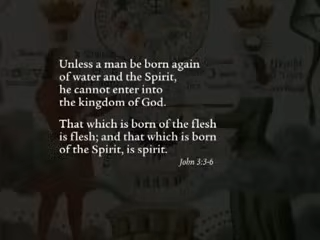 Unless a man be born again
of water and the Spirit,
he cannot enter into
the kingdom of God.
That which is born of the flesh
is flesh; and that which is born
of the Spirit, is spirit.
John 3:3-6